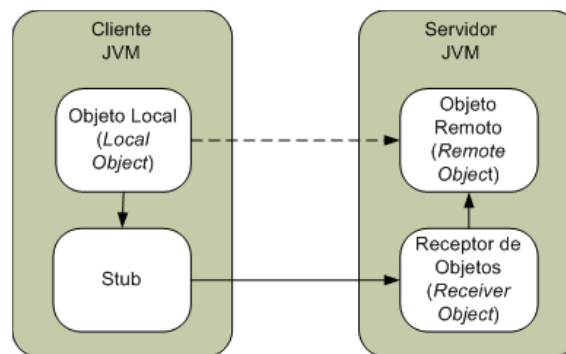 Cliente
JVM
Objeto Local
(Local
Object)
Stub
Servidor
JVM
Objeto
Remoto
(Remote
Object)
Receptor de
Objetos
(Receiver
Object)